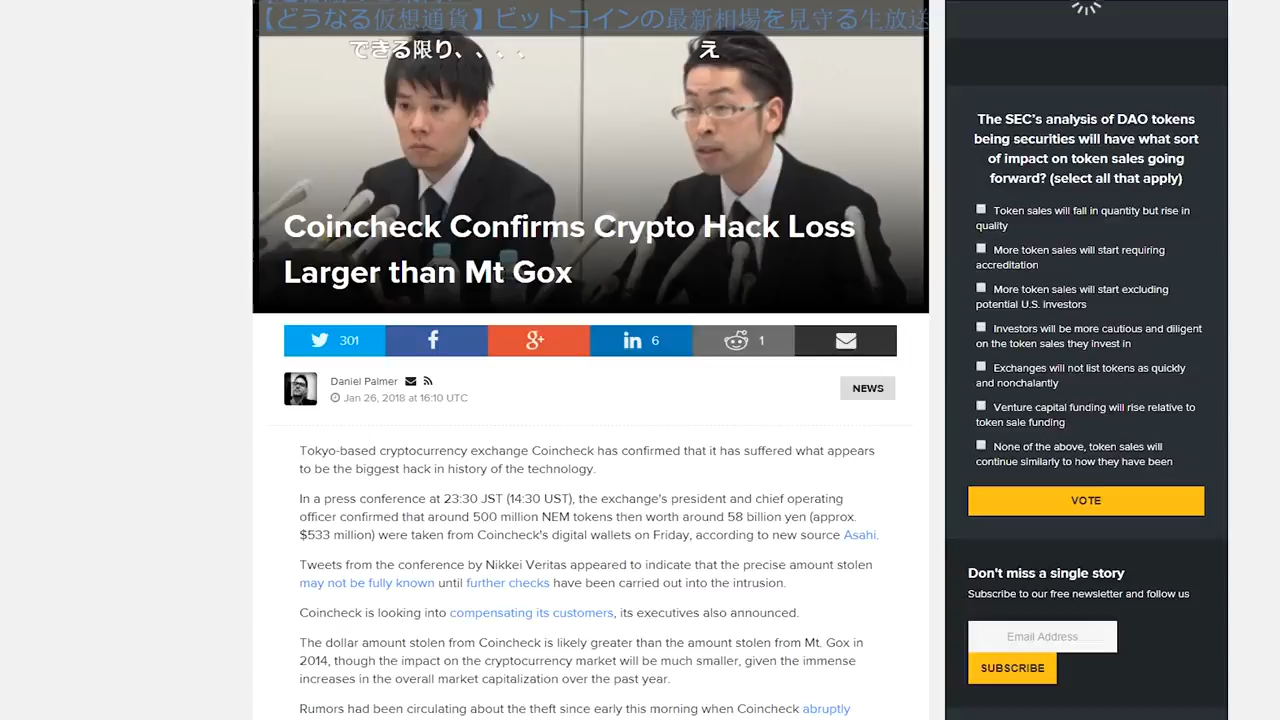 【どうなる仮想通貨】ビットコインの最新相場を見守る生放送
できる限り、、、、
え
Coincheck Confirms Crypto Hack Loss
Larger than Mt Gox
301
6
1
Daniel Palmer
Jan 26, 2018 at 16:10 UTC
NEWS
Tokyo-based cryptocurrency exchange Coincheck has confirmed that it has suffered what appears
to be the biggest hack in history of the technology.
In a press conference at 23:30 JST (14:30 UST), the exchange's president and chief operating
officer confirmed that around 500 million NEM tokens then worth around 58 billion yen (approx.
$533 million) were taken from Coincheck's digital wallets on Friday, according to new source Asahi.
Tweets from the conference by Nikkei Veritas appeared to indicate that the precise amount stolen
may not be fully known until further checks have been carried out into the intrusion.
Coincheck is looking into compensating its customers, its executives also announced.
The dollar amount stolen from Coincheck is likely greater than the amount stolen from Mt. Gox in
2014, though the impact on the cryptocurrency market will be much smaller, given the immense
increases in the overall market capitalization over the past year.
Rumors had been circulating about the theft since early this morning when Coincheck abruptly
The SEC's analysis of DAO tokens
being securities will have what sort
of impact on token sales going
forward? (select all that apply)
Token sales will fall in quantity but rise in
quality
More token sales will start requiring
accreditation
More token sales will start excluding
potential U.S. investors
Investors will be more cautious and diligent
on the token sales they invest in
Exchanges will not list tokens as quickly
and nonchalantly
Venture capital funding will rise relative to
token sale funding
None of the above, token sales will
continue similarly to how they have been
VOTE
Don't miss a single story
Subscribe to our free newsletter and follow us
Email Address
SUBSCRIBE